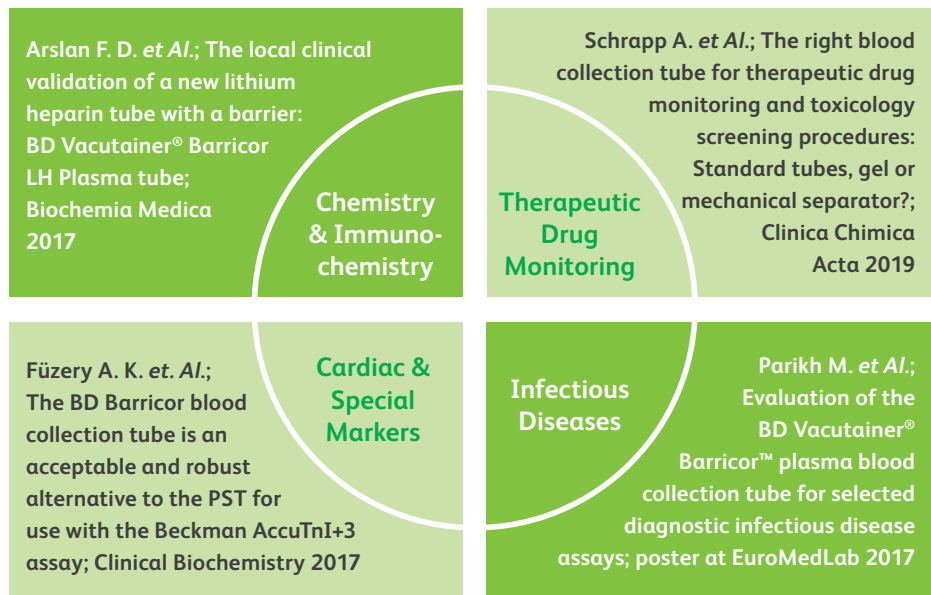 Arslan F. D. et Al.; The local clinical
validation of a new lithium
heparin tube with a barrier:
BD Vacutainer® Barricor
LH Plasma tube;
Biochemia Medica
2017
Chemistry
& Immuno-
chemistry
Schrapp A. et Al.; The right blood
collection tube for therapeutic drug
monitoring and toxicology
screening procedures:
Standard tubes, gel or
mechanical separator?;
Clinica Chimica
Acta 2019
Therapeutic
Drug
Monitoring
Füzery A. K. et. Al.;
The BD Barricor blood
collection tube is an
acceptable and robust
alternative to the PST for
use with the Beckman AccuTnI+3
assay; Clinical Biochemistry 2017
Cardiac &
Special
Markers
Infectious
Diseases
Parikh M. et Al.;
Evaluation of the
BD Vacutainer®
Barricor™ plasma blood
collection tube for selected
diagnostic infectious disease
assays; poster at EuroMedLab 2017